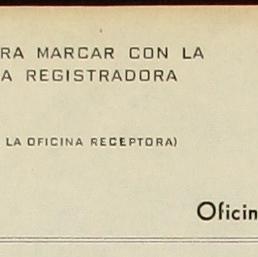 RA MARCAR CON LA
A REGISTRADORA
LA OFICINA RECEPTORA)
Oficin